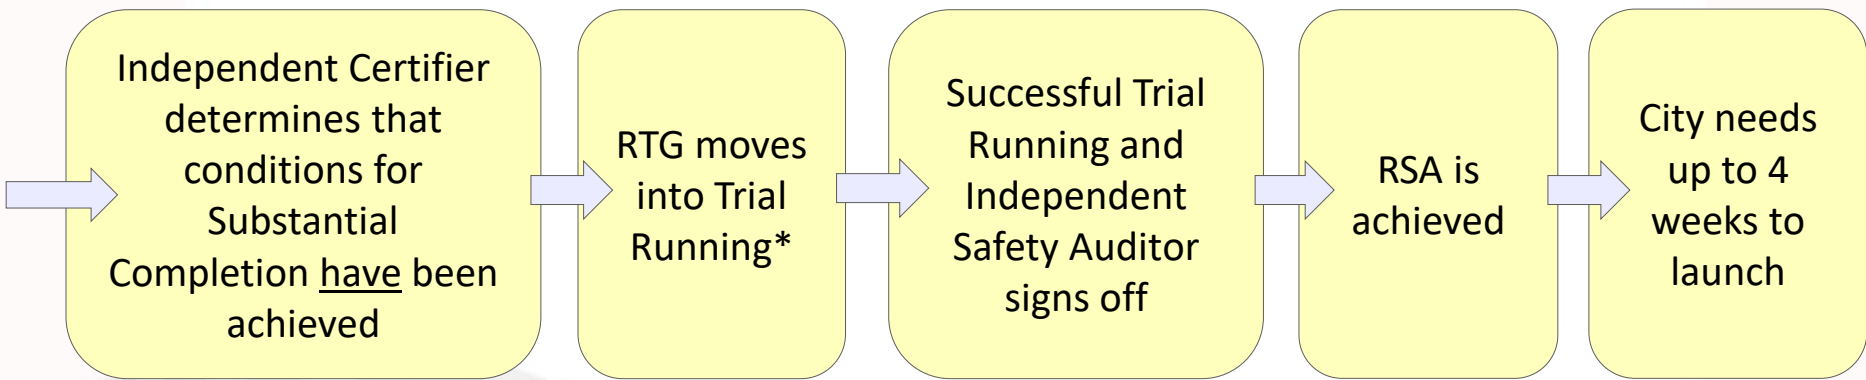 Independent Certifier
determines that
conditions for
Substantial
Completion have been
achieved
RTG moves
into Trial
Running*
Successful Trial
Running and
Independent
Safety Auditor
signs off
RSA is
achieved
City needs
up to 4
weeks to
launch